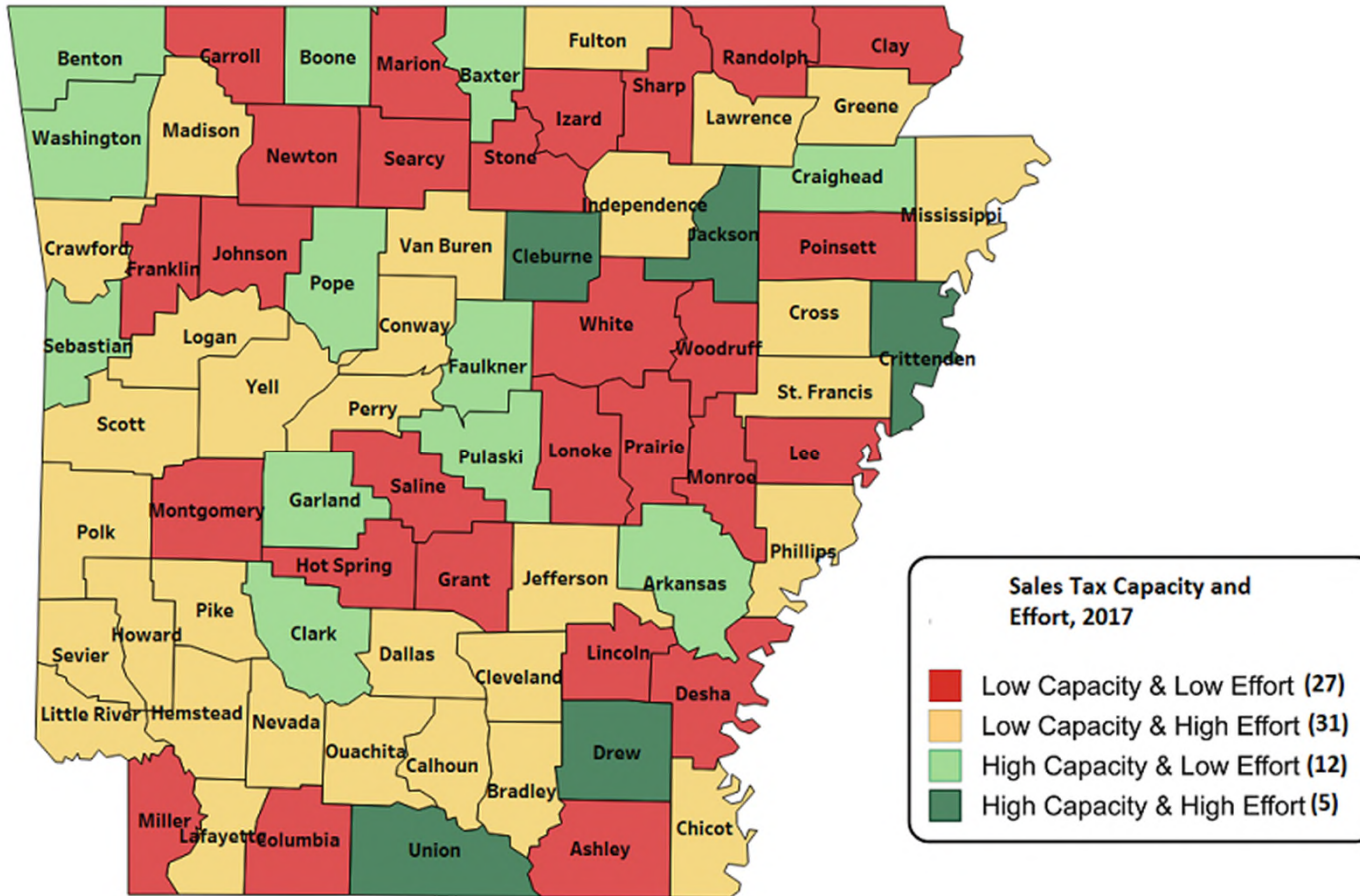 Benton
Carroll
Boone
Marion
Baxter
Fulton
Sharp
Randolph
Clay
Washington
Madison
Newton
Searcy
Stone
Izard
Lawrence
Greene
Craighead
Mississippi
Crawford
Franklin
Johnson
Pope
Van Buren
Cleburne
Independence
Jackson
Poinsett
Sebastian
Logan
Conway
Faulkner
White
Woodruff
Cross
Crittenden
Scott
Yell
Perry
Pulaski
Lonoke
Prairie
Monroe
St. Francis
Lee
Polk
Montgomery
Garland
Saline
Hot Spring
Grant
Jefferson
Arkansas
Phillips
Sevier
Howard
Pike
Clark
Dallas
Cleveland
Lincoln
Desha
Little River
Hemstead
Nevada
Ouachita
Calhoun
Bradley
Drew
Miller
Lafayette
Columbia
Union
Ashley
Chicot
Sales Tax Capacity and
Effort, 2017
Low Capacity & Low Effort (27)
Low Capacity & High Effort (31)
High Capacity & Low Effort (12)
High Capacity & High Effort (5)